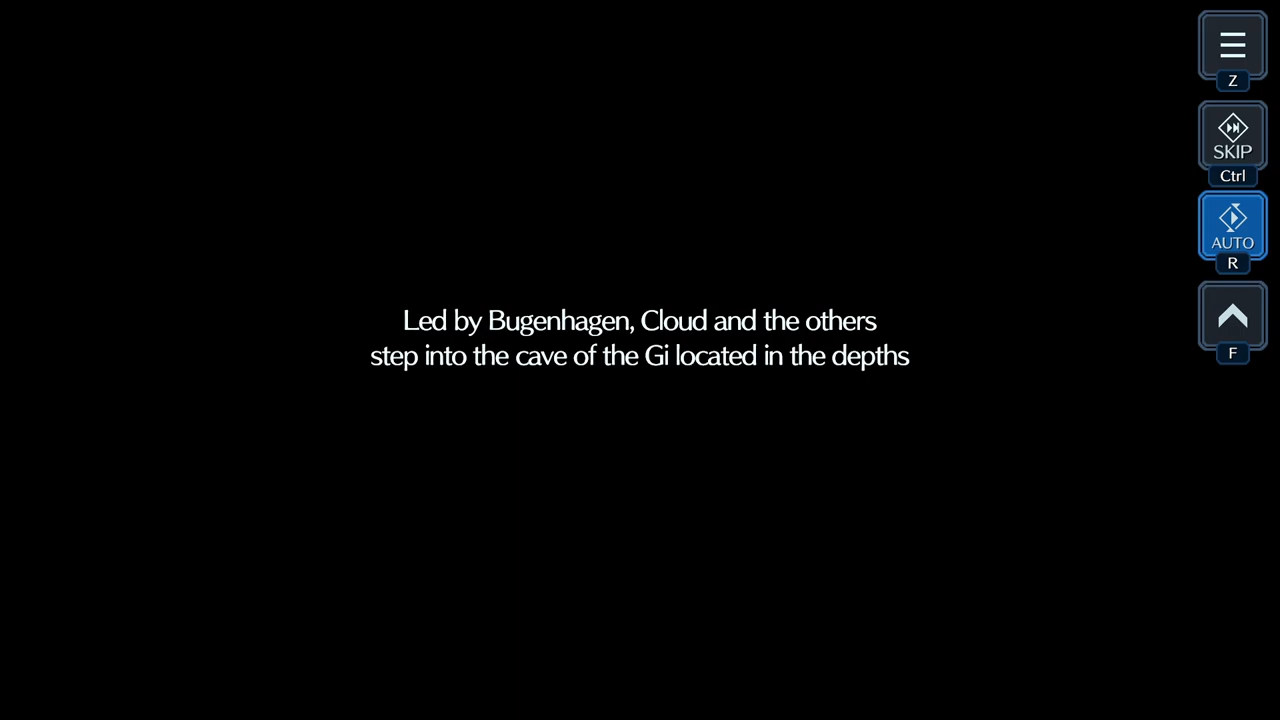 Z
SKIP
Ctrl
AUTO
R
Led by Bugenhagen, Cloud and the others
step into the cave of the Gi located in the depths
F